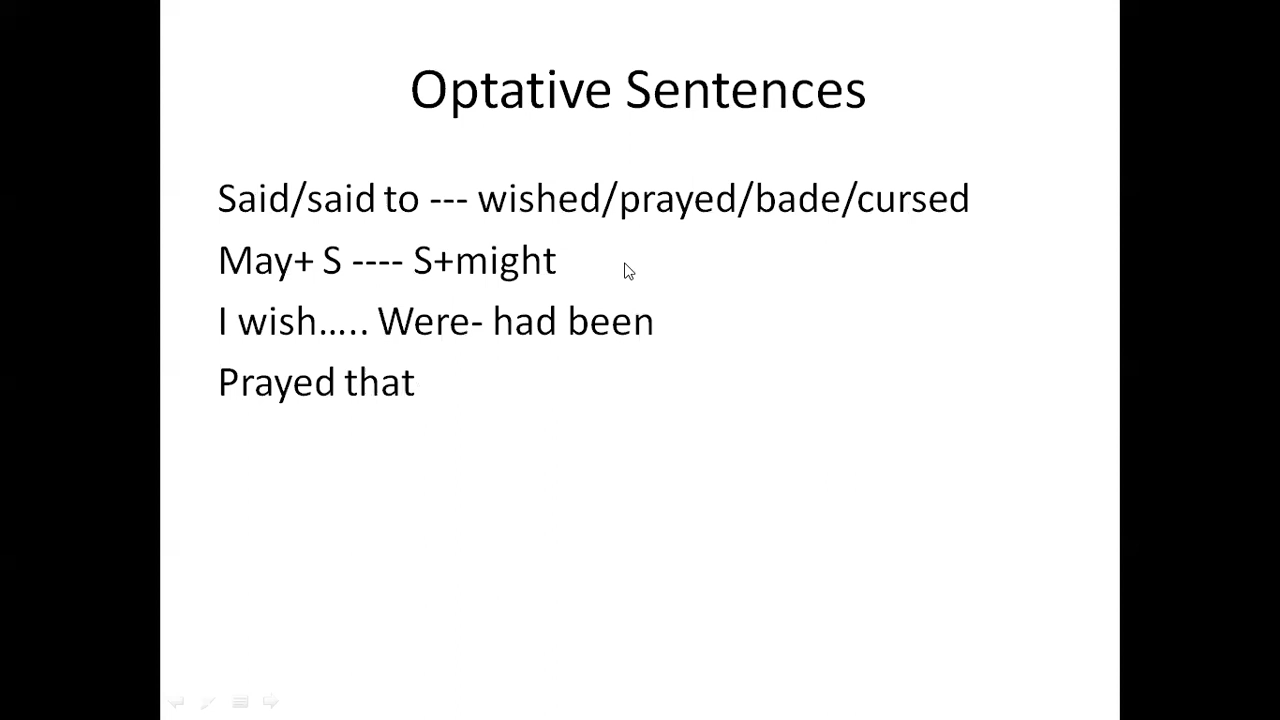 Optative Sentences
Said/said to --- wished/prayed/bade/cursed
May+ S ---- S+might
I wish….. Were- had been
Prayed that